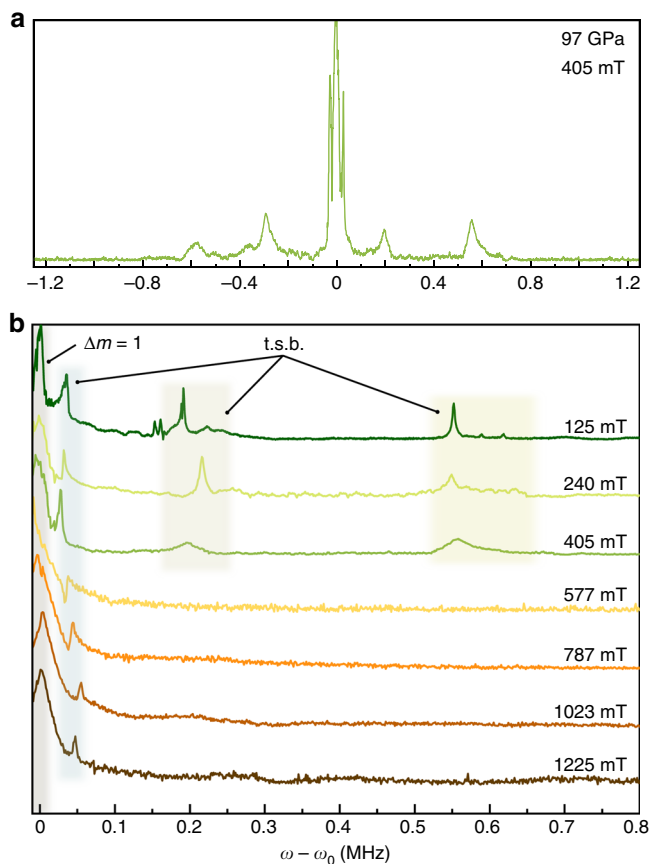 a
97 GPa
405 mT
−1.2 −0.8 −0.4 0 0.4 0.8 1.2
b
Δm = 1
t.s.b.
125 mT
240 mT
405 mT
577 mT
787 mT
1023 mT
1225 mT
0 0.1 0.2 0.3 0.4 0.5 0.6 0.7 0.8
ω − ω₀ (MHz)